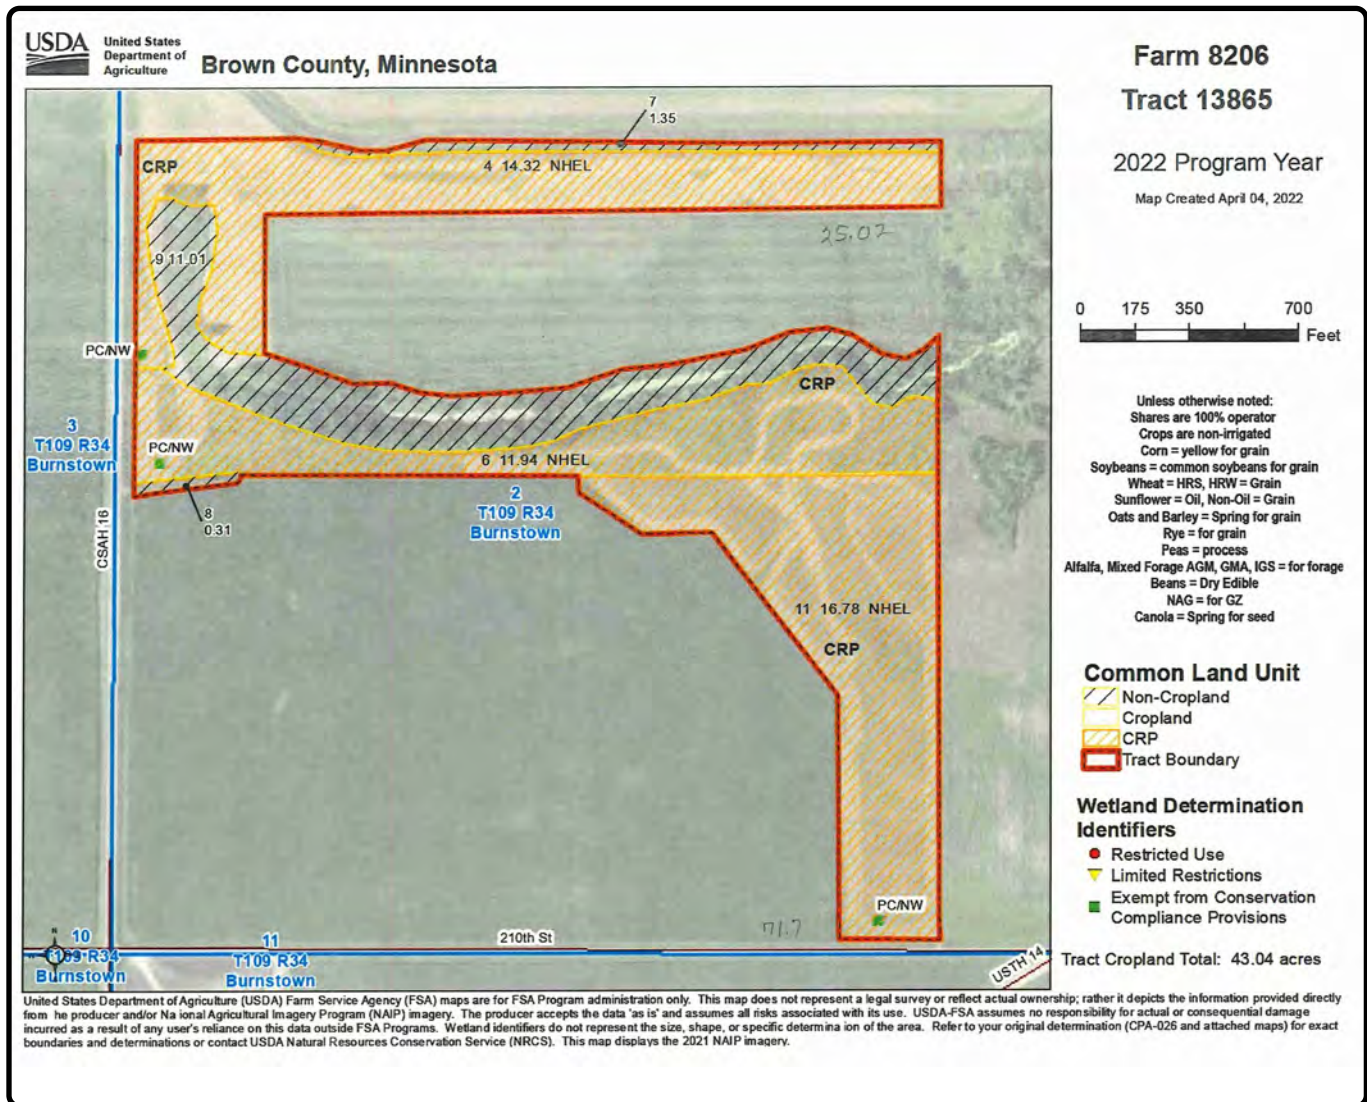 USDA
United States
Department of
Agriculture
Brown County, Minnesota
Farm 8206
Tract 13865
2022 Program Year
Map Created April 04, 2022
7
1.35
CRP
4 14.32 NHEL
25.02
9 11.01
PC/NW
CRP
3
T109 R34
Burnstown
PC/NW
6 11.94 NHEL
2
T109 R34
Burnstown
8
0.31
CSAH 16
11 16.78 NHEL
CRP
PC/NW
71.7
10
T109 R34
Burnstown
11
T109 R34
Burnstown
210th St
USTH 14
N
0 175 350 700
Feet
Unless otherwise noted:
Shares are 100% operator
Crops are non-irrigated
Corn = yellow for grain
Soybeans = common soybeans for grain
Wheat = HRS, HRW = Grain
Sunflower = Oil, Non-Oil = Grain
Oats and Barley = Spring for grain
Rye = for grain
Peas = process
Alfalfa, Mixed Forage AGM, GMA, IGS = for forage
Beans = Dry Edible
NAG = for GZ
Canola = Spring for seed
Common Land Unit
Non-Cropland
Cropland
CRP
Tract Boundary
Wetland Determination
Identifiers
Restricted Use
Limited Restrictions
Exempt from Conservation
Compliance Provisions
Tract Cropland Total: 43.04 acres
United States Department of Agriculture (USDA) Farm Service Agency (FSA) maps are for FSA Program administration only. This map does not represent a legal survey or reflect actual ownership; rather it depicts the information provided directly
from he producer and/or Na ional Agricultural Imagery Program (NAIP) imagery. The producer accepts the data 'as is' and assumes all risks associated with its use. USDA-FSA assumes no responsibility for actual or consequential damage
incurred as a result of any user's reliance on this data outside FSA Programs. Wetland identifiers do not represent the size, shape, or specific determina ion of the area. Refer to your original determination (CPA-026 and attached maps) for exact
boundaries and determinations or contact USDA Natural Resources Conservation Service (NRCS). This map displays the 2021 NAIP imagery.